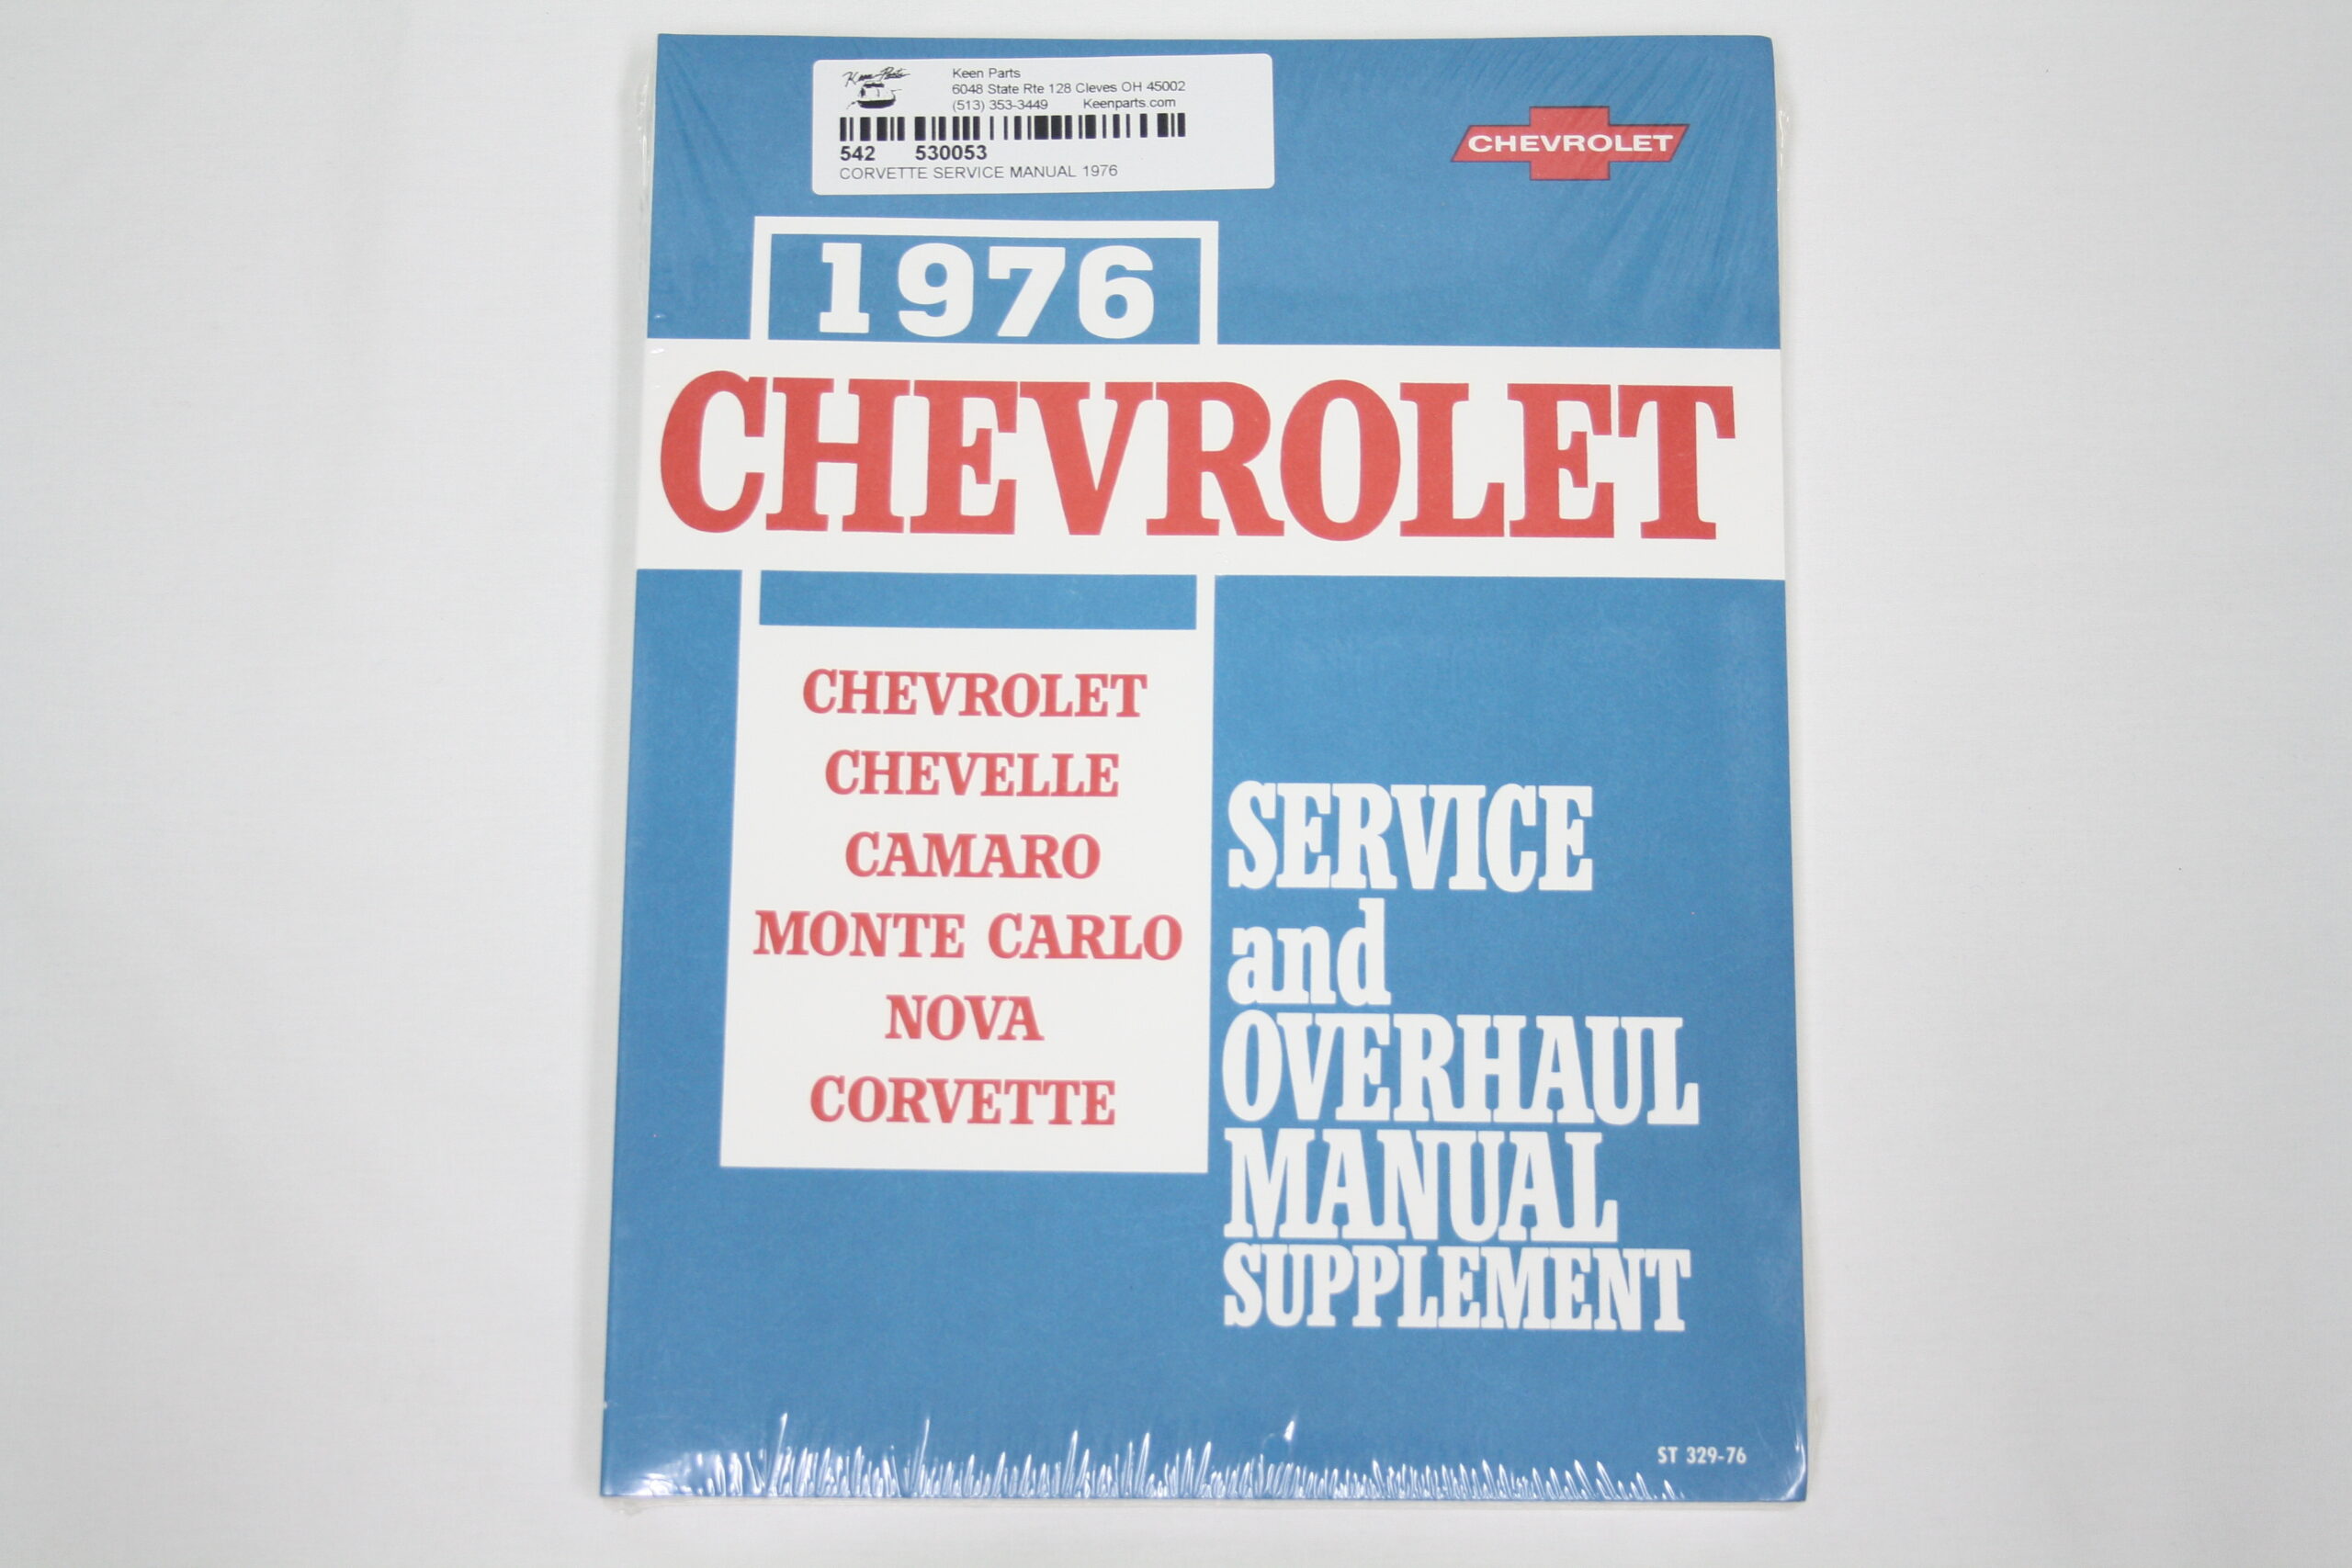 Keen Parts
Keen Parts
6048 State Rte 128 Cleves OH 45002
(513) 353-3449 Keenparts.com
542 530053
CORVETTE SERVICE MANUAL 1976
CHEVROLET
1976
CHEVROLET
CHEVROLET
CHEVELLE
CAMARO
MONTE CARLO
NOVA
CORVETTE
SERVICE
and
OVERHAUL
MANUAL
SUPPLEMENT
ST 329-76